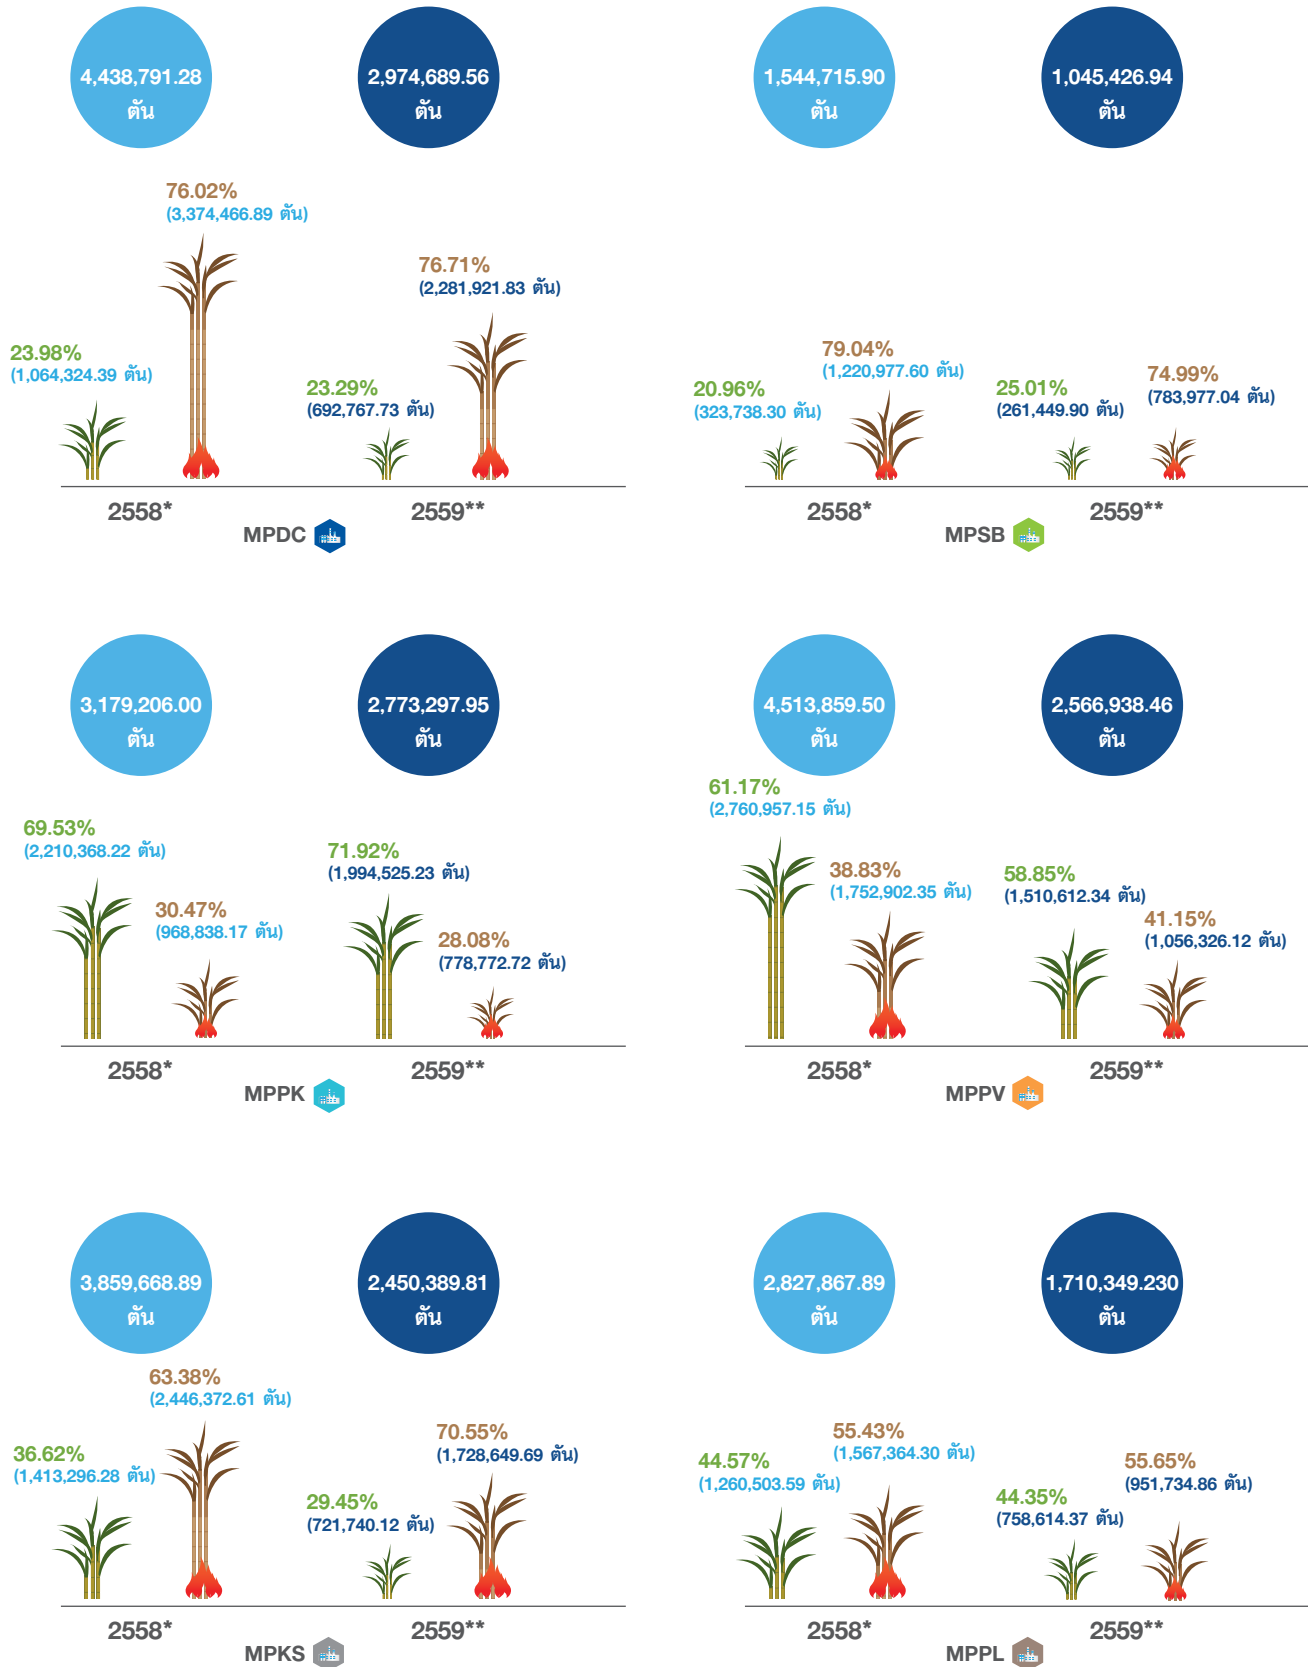 4,438,791.28
ตัน
2,974,689.56
ตัน
76.02%
(3,374,466.89 ตัน)
76.71%
(2,281,921.83 ตัน)
23.98%
(1,064,324.39 ตัน)
23.29%
(692,767.73 ตัน)
2558*
2559**
MPDC
1,544,715.90
ตัน
1,045,426.94
ตัน
79.04%
(1,220,977.60 ตัน)
74.99%
(783,977.04 ตัน)
20.96%
(323,738.30 ตัน)
25.01%
(261,449.90 ตัน)
2558*
2559**
MPSB
3,179,206.00
ตัน
2,773,297.95
ตัน
69.53%
(2,210,368.22 ตัน)
71.92%
(1,994,525.23 ตัน)
30.47%
(968,838.17 ตัน)
28.08%
(778,772.72 ตัน)
2558*
2559**
MPPK
4,513,859.50
ตัน
2,566,938.46
ตัน
61.17%
(2,760,957.15 ตัน)
38.83%
(1,752,902.35 ตัน)
58.85%
(1,510,612.34 ตัน)
41.15%
(1,056,326.12 ตัน)
2558*
2559**
MPPV
3,859,668.89
ตัน
2,450,389.81
ตัน
63.38%
(2,446,372.61 ตัน)
70.55%
(1,728,649.69 ตัน)
36.62%
(1,413,296.28 ตัน)
29.45%
(721,740.12 ตัน)
2558*
2559**
MPKS
2,827,867.89
ตัน
1,710,349.230
ตัน
55.43%
(1,567,364.30 ตัน)
55.65%
(951,734.86 ตัน)
44.57%
(1,260,503.59 ตัน)
44.35%
(758,614.37 ตัน)
2558*
2559**
MPPL